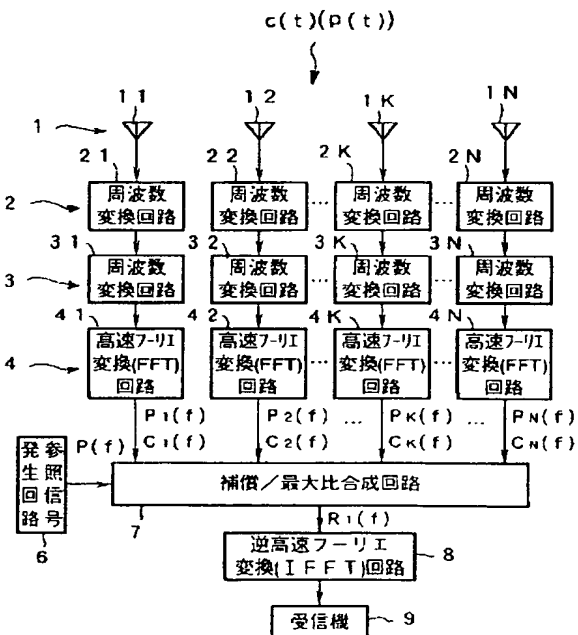 c(t)(p(t))
11 12 1K 1N
1
21 22 2K 2N
2
周波数 周波数 … 周波数 … 周波数
変換回路 変換回路 変換回路 変換回路
31 32 3K 3N
3
周波数 周波数 … 周波数 … 周波数
変換回路 変換回路 変換回路 変換回路
41 42 4K 4N
4
高速フーリエ 高速フーリエ 高速フーリエ 高速フーリエ
変換(FFT) 変換(FFT) … 変換(FFT) … 変換(FFT)
回路 回路 回路 回路
P1(f) P2(f) … PK(f) … PN(f)
C1(f) C2(f) CK(f) CN(f)
P(f)
参照信号
発生回路
6
補償/最大比合成回路
7
R1(f)
逆高速フーリエ
変換(IFFT)回路
8
受信機
9